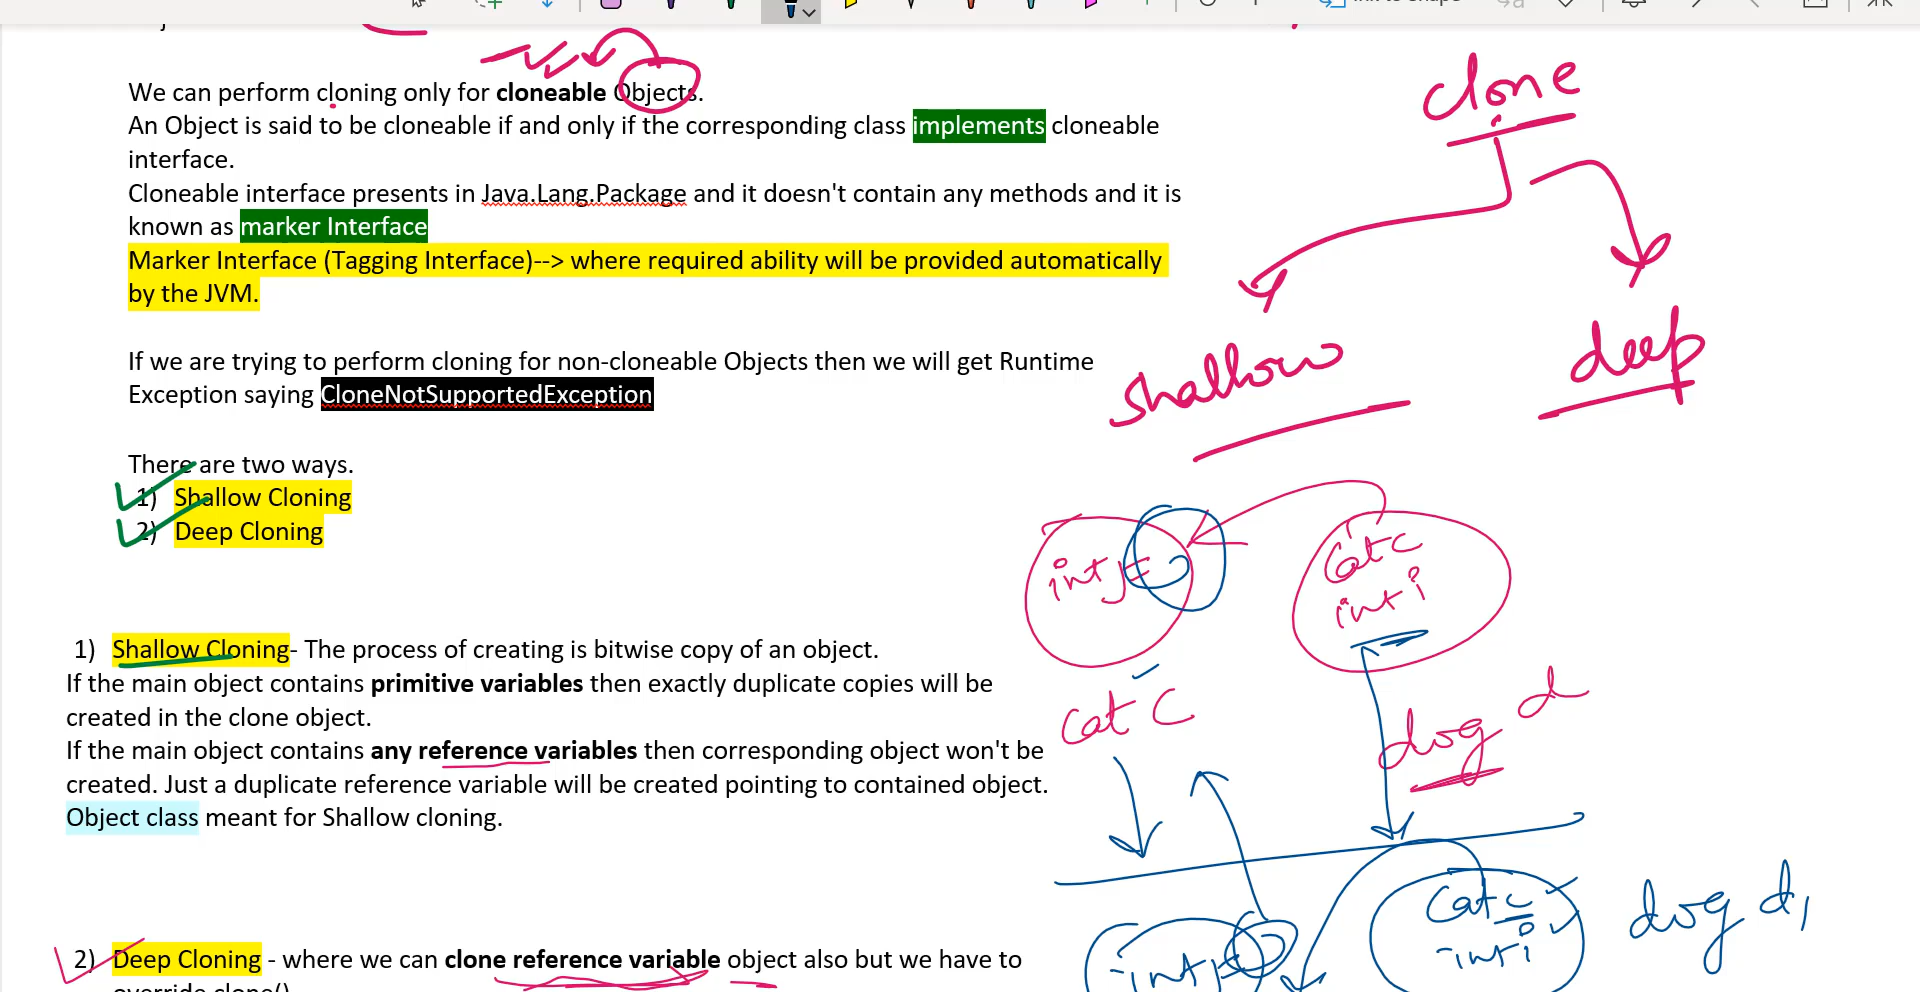 Ink to Shape
We can perform cloning only for cloneable Objects.
An Object is said to be cloneable if and only if the corresponding class implements cloneable
interface.
Cloneable interface presents in Java.Lang.Package and it doesn't contain any methods and it is
known as marker Interface
Marker Interface (Tagging Interface)--> where required ability will be provided automatically
by the JVM.
If we are trying to perform cloning for non-cloneable Objects then we will get Runtime
Exception saying CloneNotSupportedException
There are two ways.
1) Shallow Cloning
2) Deep Cloning
1) Shallow Cloning- The process of creating is bitwise copy of an object.
If the main object contains primitive variables then exactly duplicate copies will be
created in the clone object.
If the main object contains any reference variables then corresponding object won't be
created. Just a duplicate reference variable will be created pointing to contained object.
Object class meant for Shallow cloning.
2) Deep Cloning - where we can clone reference variable object also but we have to
override clone()
clone
shallow
deep
int j=
cat c
int i
cat c
dog d
cat c
int i
dog d1
int j=